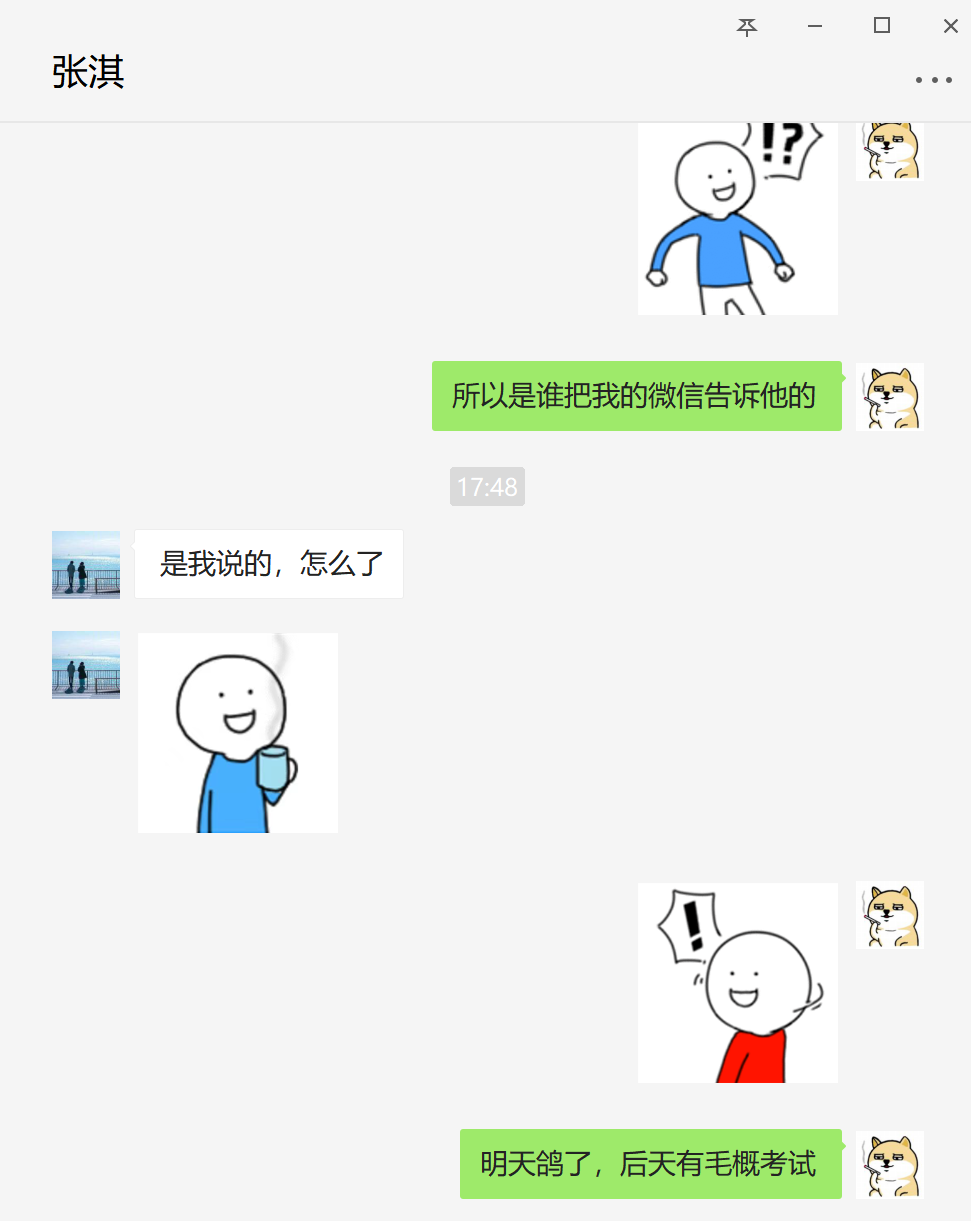 张淇
!?
所以是谁把我的微信告诉他的
17:48
是我说的，怎么了
!
明天鸽了，后天有毛概考试